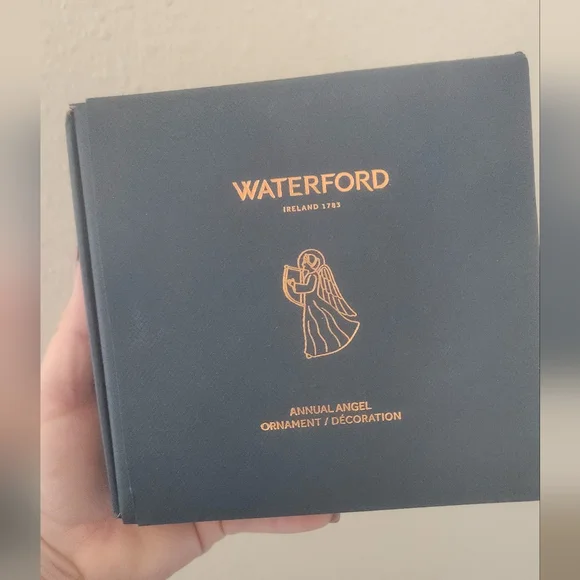 WATERFORD
IRELAND 1783
ANNUAL ANGEL
ORNAMENT / DÉCORATION